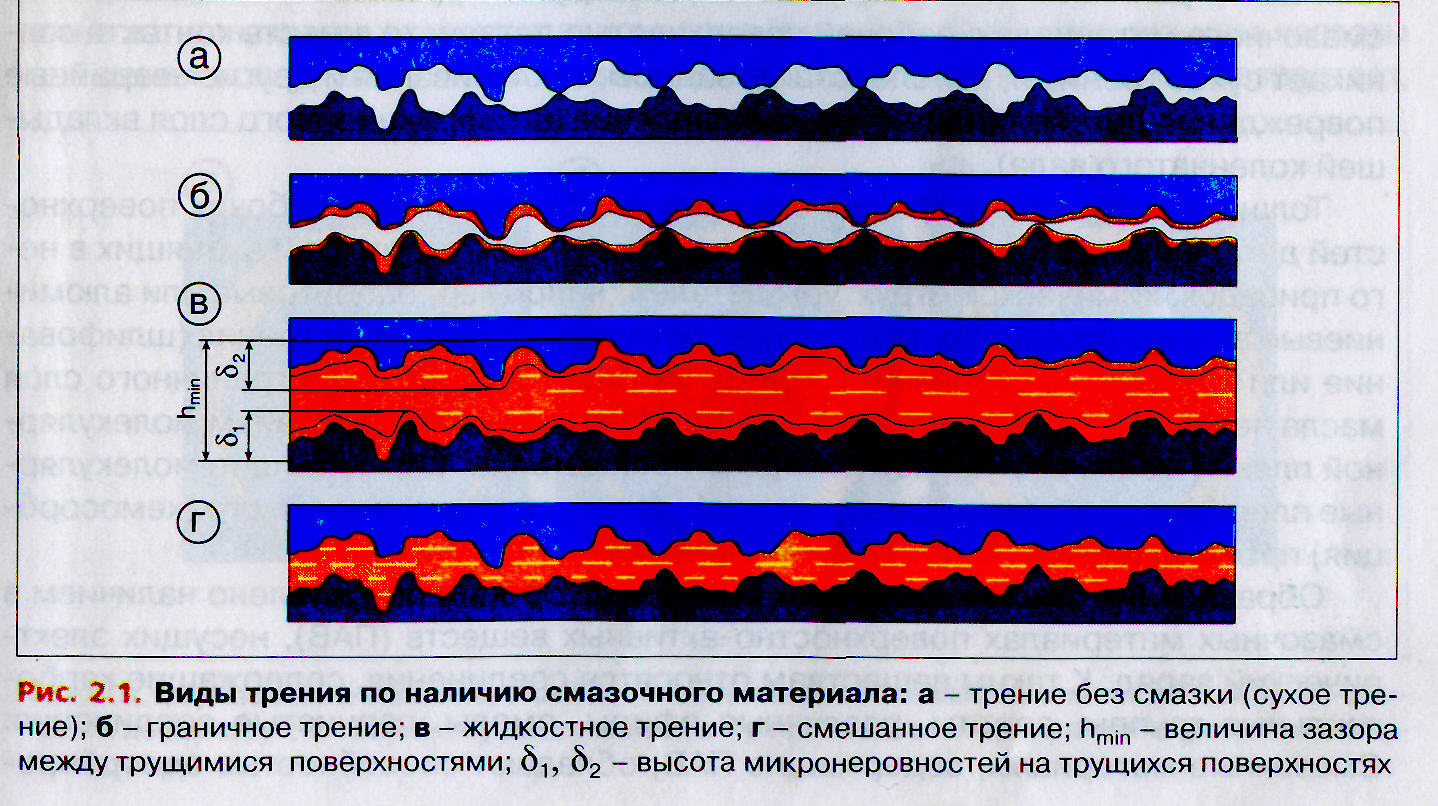 а
б
в
h min
δ2
δ1
г
Рис. 2.1. Виды трения по наличию смазочного материала: а – трение без смазки (сухое тре-
ние); б – граничное трение; в – жидкостное трение; г – смешанное трение; hmin – величина зазора
между трущимися поверхностями; δ1, δ2 – высота микронеровностей на трущихся поверхностях